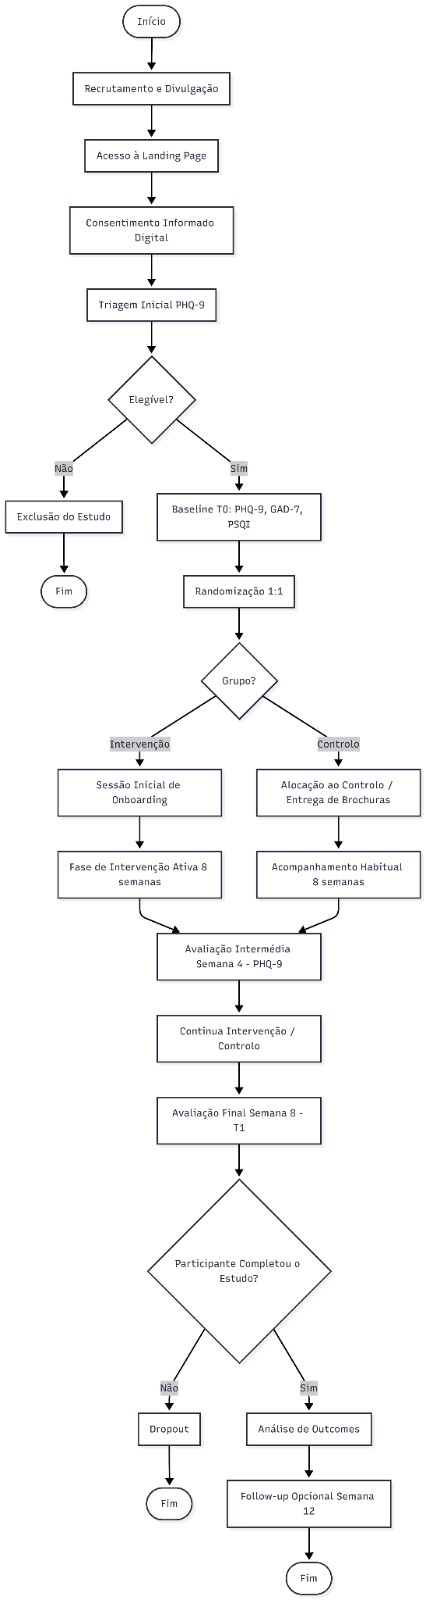 Início
Recrutamento e Divulgação
Acesso à Landing Page
Consentimento Informado
Digital
Triagem Inicial PHQ-9
Elegível?
Não
Sim
Exclusão do Estudo
Baseline T0: PHQ-9, GAD-7,
PSQI
Fim
Randomização 1:1
Grupo?
Intervenção
Controlo
Sessão Inicial de
Onboarding
Alocação ao Controlo /
Entrega de Brochuras
Fase de Intervenção Ativa 8
semanas
Acompanhamento Habitual
8 semanas
Avaliação Intermédia
Semana 4 - PHQ-9
Continua Intervenção /
Controlo
Avaliação Final Semana 8 -
T1
Participante Completou o
Estudo?
Não
Sim
Dropout
Análise de Outcomes
Fim
Follow-up Opcional Semana
12
Fim